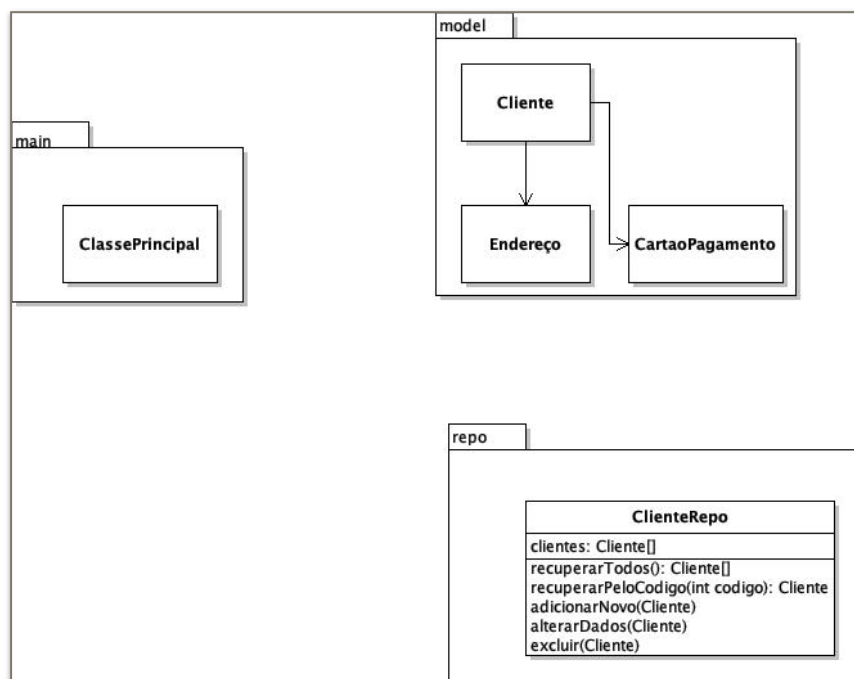 model
Cliente
main
ClassePrincipal
Endereço
CartaoPagamento
repo
ClienteRepo
clientes: Cliente[]
recuperarTodos(): Cliente[]
recuperarPeloCodigo(int codigo): Cliente
adicionarNovo(Cliente)
alterarDados(Cliente)
excluir(Cliente)